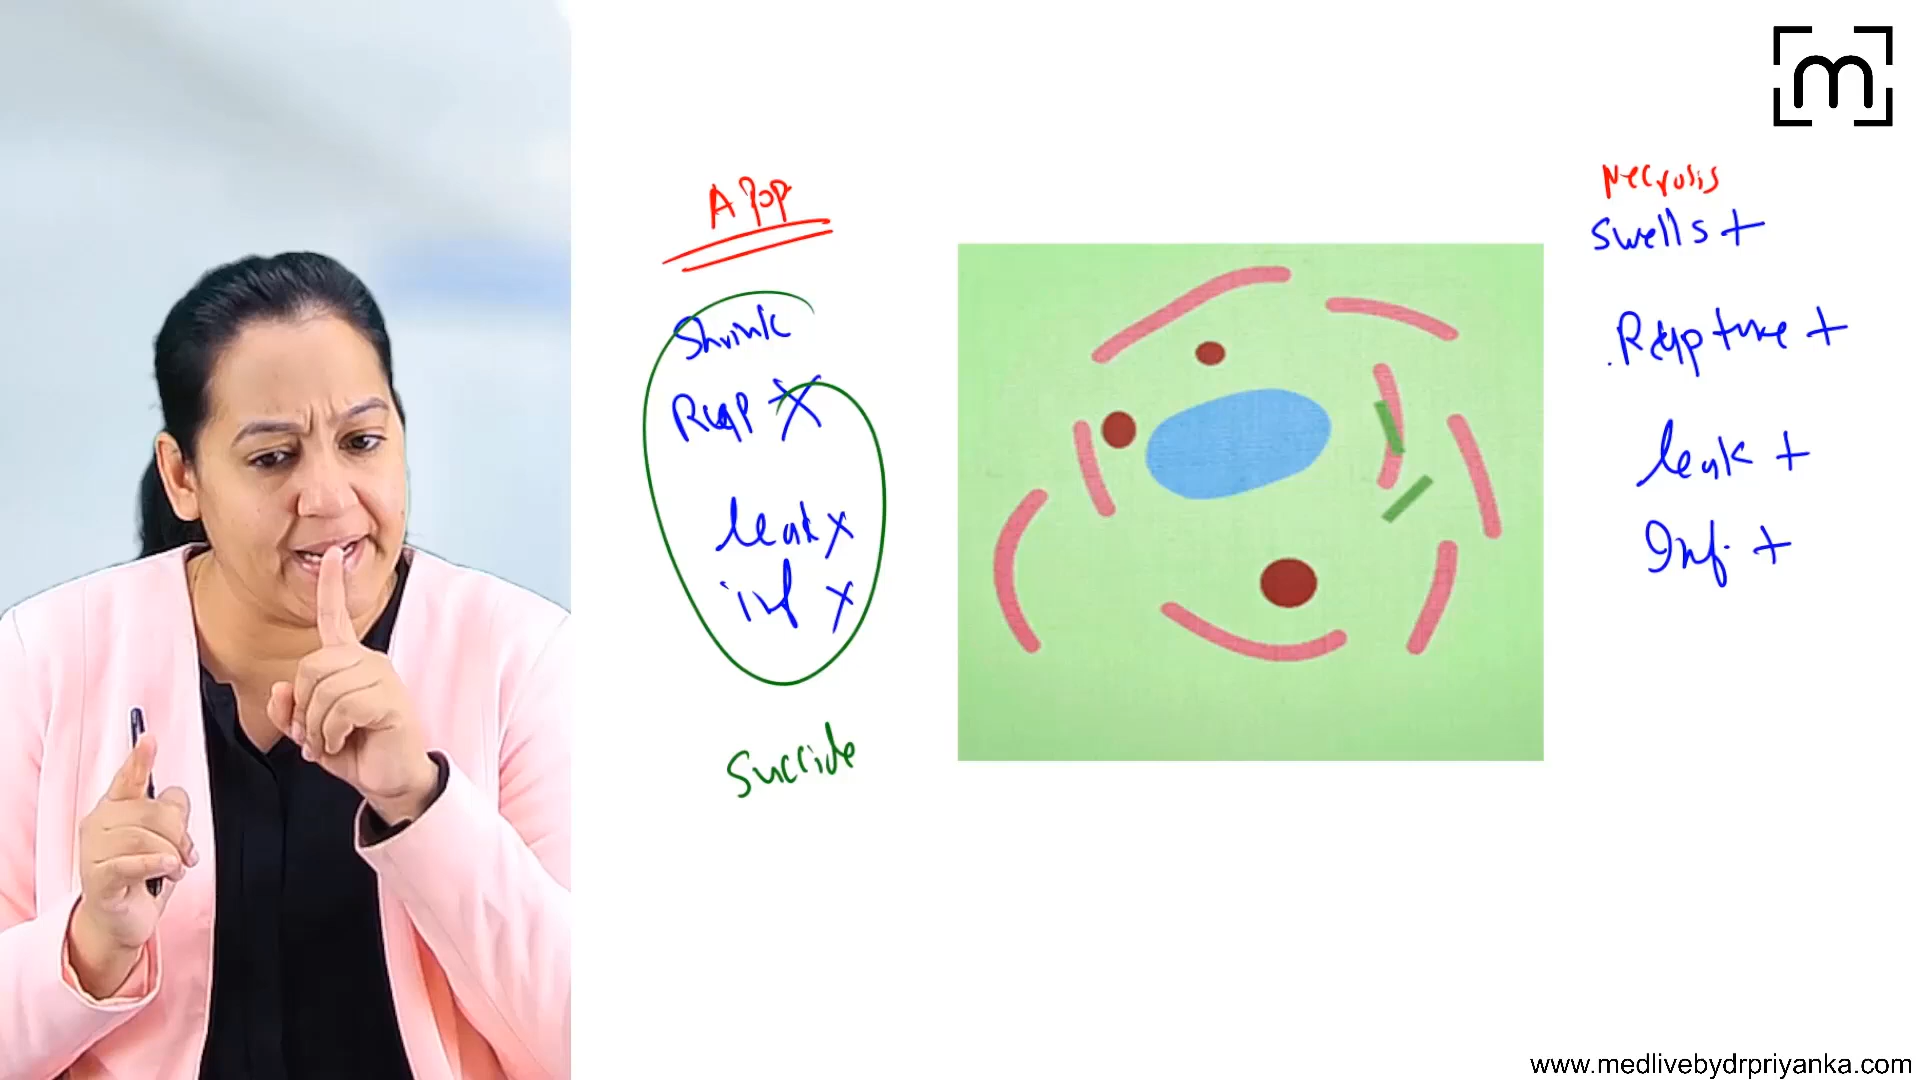 m
A Pop
Shrink
Rup X
leak X
inf X
Suicide
Necrosis
Swells +
Rupture +
leak +
Inf. +
www.medlivebydrpriyanka.com